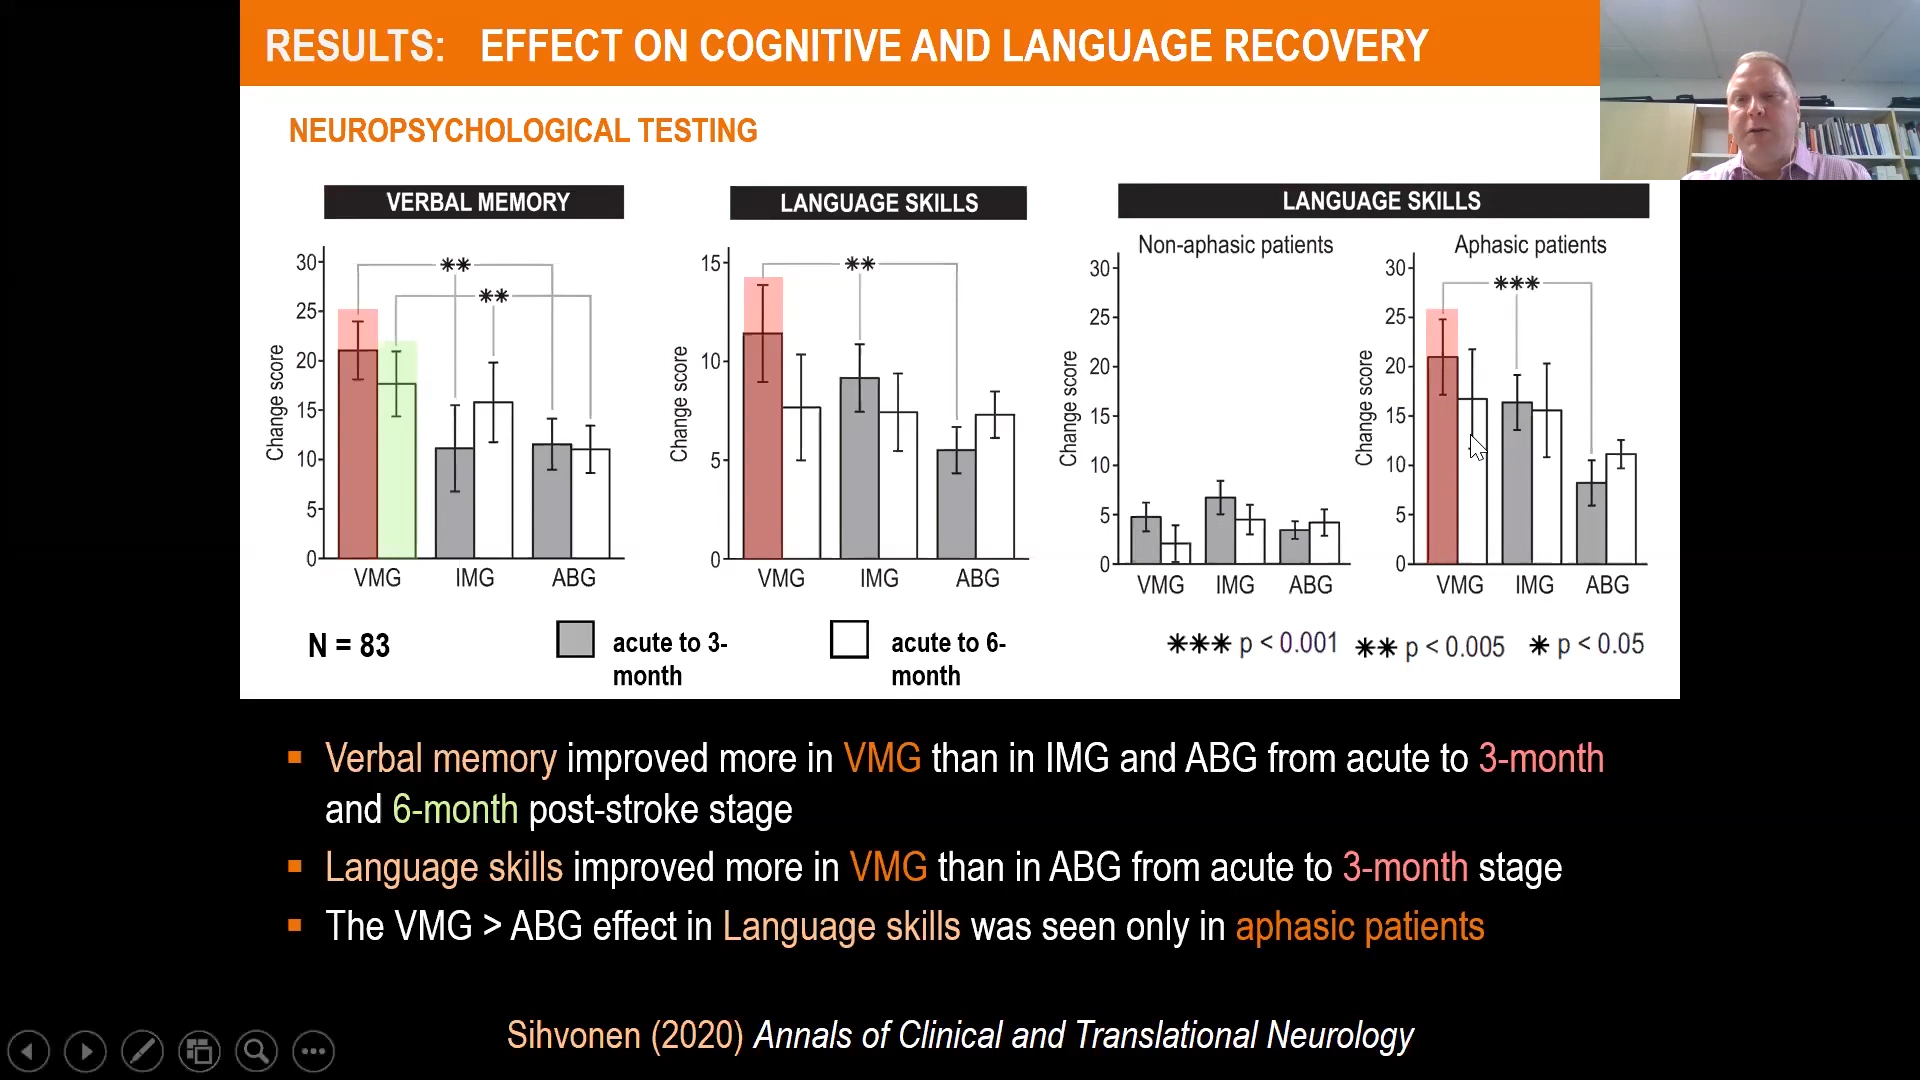 RESULTS: EFFECT ON COGNITIVE AND LANGUAGE RECOVERY
NEUROPSYCHOLOGICAL TESTING
VERBAL MEMORY
30
25
20
15
10
5
0
Change score
**
**
VMG IMG ABG
LANGUAGE SKILLS
15
10
5
0
Change score
**
VMG IMG ABG
LANGUAGE SKILLS
Non-aphasic patients
30
25
20
15
10
5
0
Change score
VMG IMG ABG
Aphasic patients
30
25
20
15
10
5
0
Change score
***
VMG IMG ABG
N = 83
acute to 3-
month
acute to 6-
month
*** p < 0.001 ** p < 0.005 * p < 0.05
▪ Verbal memory improved more in VMG than in IMG and ABG from acute to 3-month
and 6-month post-stroke stage
▪ Language skills improved more in VMG than in ABG from acute to 3-month stage
▪ The VMG > ABG effect in Language skills was seen only in aphasic patients
Sihvonen (2020) Annals of Clinical and Translational Neurology